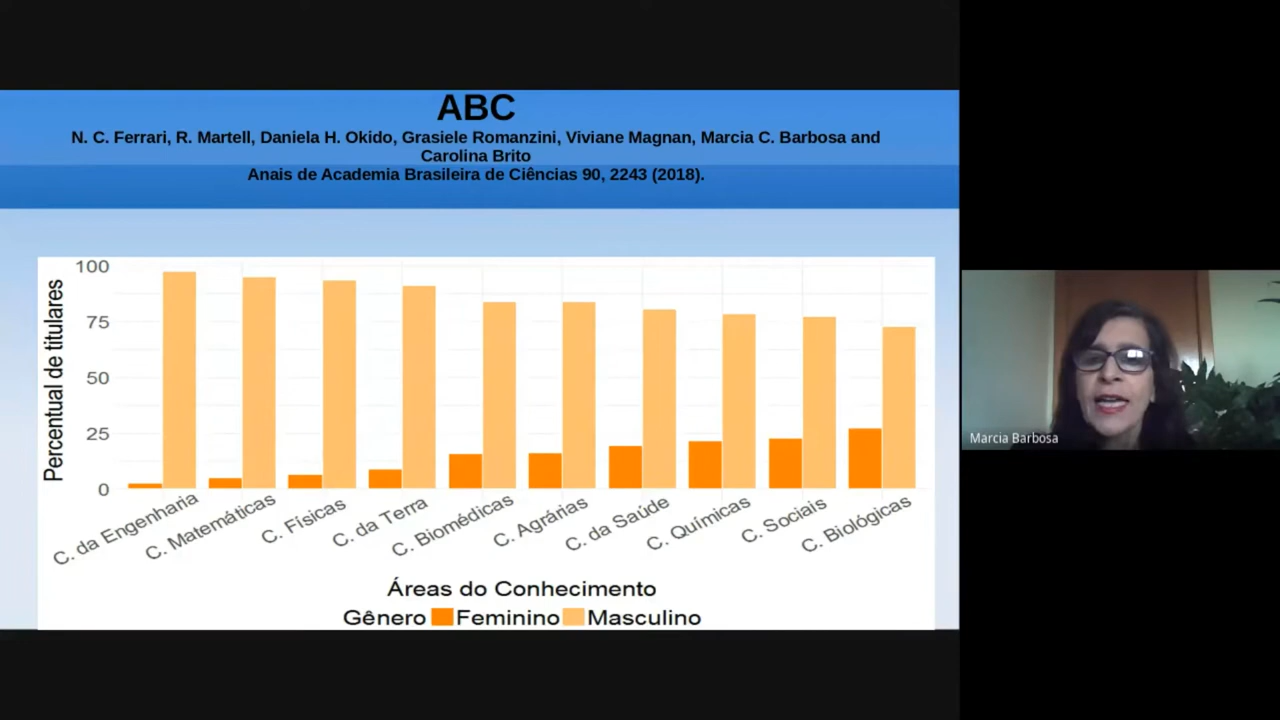 ABC
N. C. Ferrari, R. Martell, Daniela H. Okido, Grasiele Romanzini, Viviane Magnan, Marcia C. Barbosa and
Carolina Brito
Anais de Academia Brasileira de Ciências 90, 2243 (2018).
Percentual de titulares
100
75
50
25
0
C. da Engenharia
C. Matemáticas
C. Físicas
C. da Terra
C. Biomédicas
C. Agrárias
C. da Saúde
C. Químicas
C. Sociais
C. Biológicas
Áreas do Conhecimento
Gênero Feminino Masculino
Marcia Barbosa